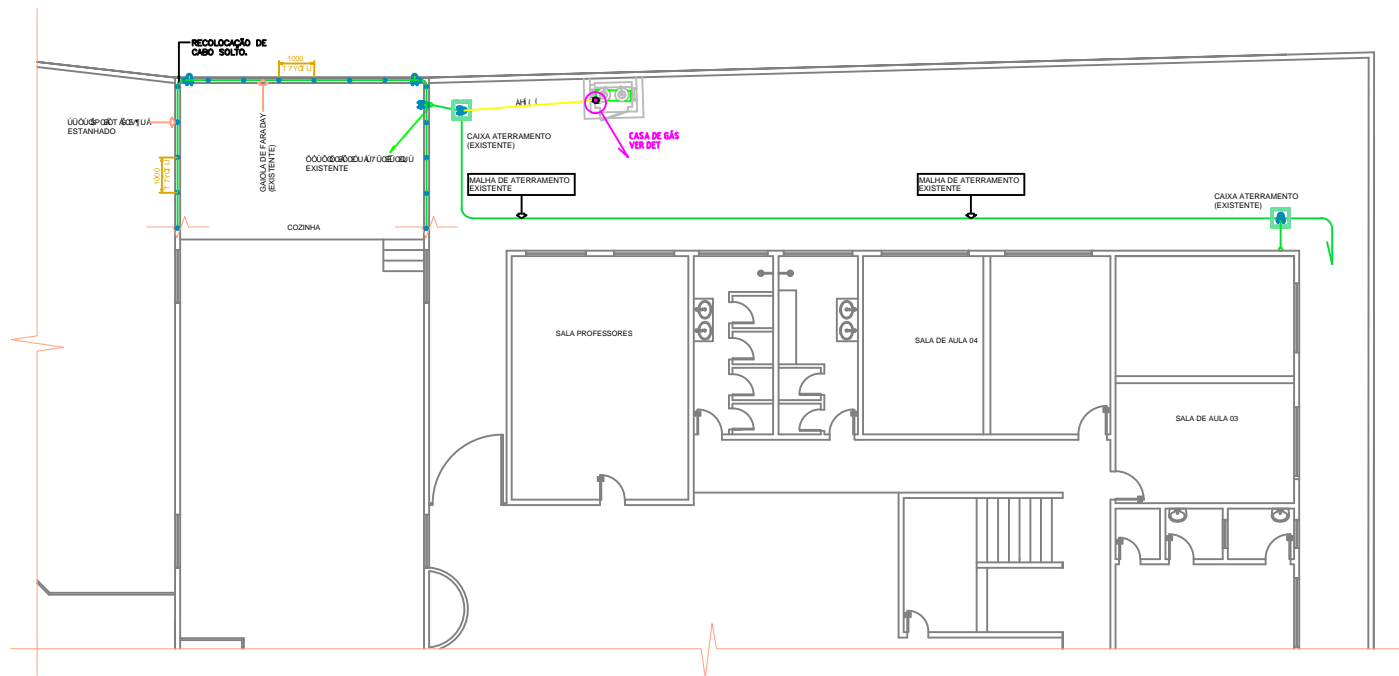 RECOLOCAÇÃO DE
CABO SOLTO.
1000
ESTANHADO
1000
GAIOLA DE FARADAY
(EXISTENTE)
EXISTENTE
CAIXA ATERRAMENTO
(EXISTENTE)
CASA DE GÁS
VER DET
MALHA DE ATERRAMENTO
EXISTENTE
MALHA DE ATERRAMENTO
EXISTENTE
CAIXA ATERRAMENTO
(EXISTENTE)
COZINHA
SALA PROFESSORES
SALA DE AULA 04
SALA DE AULA 03